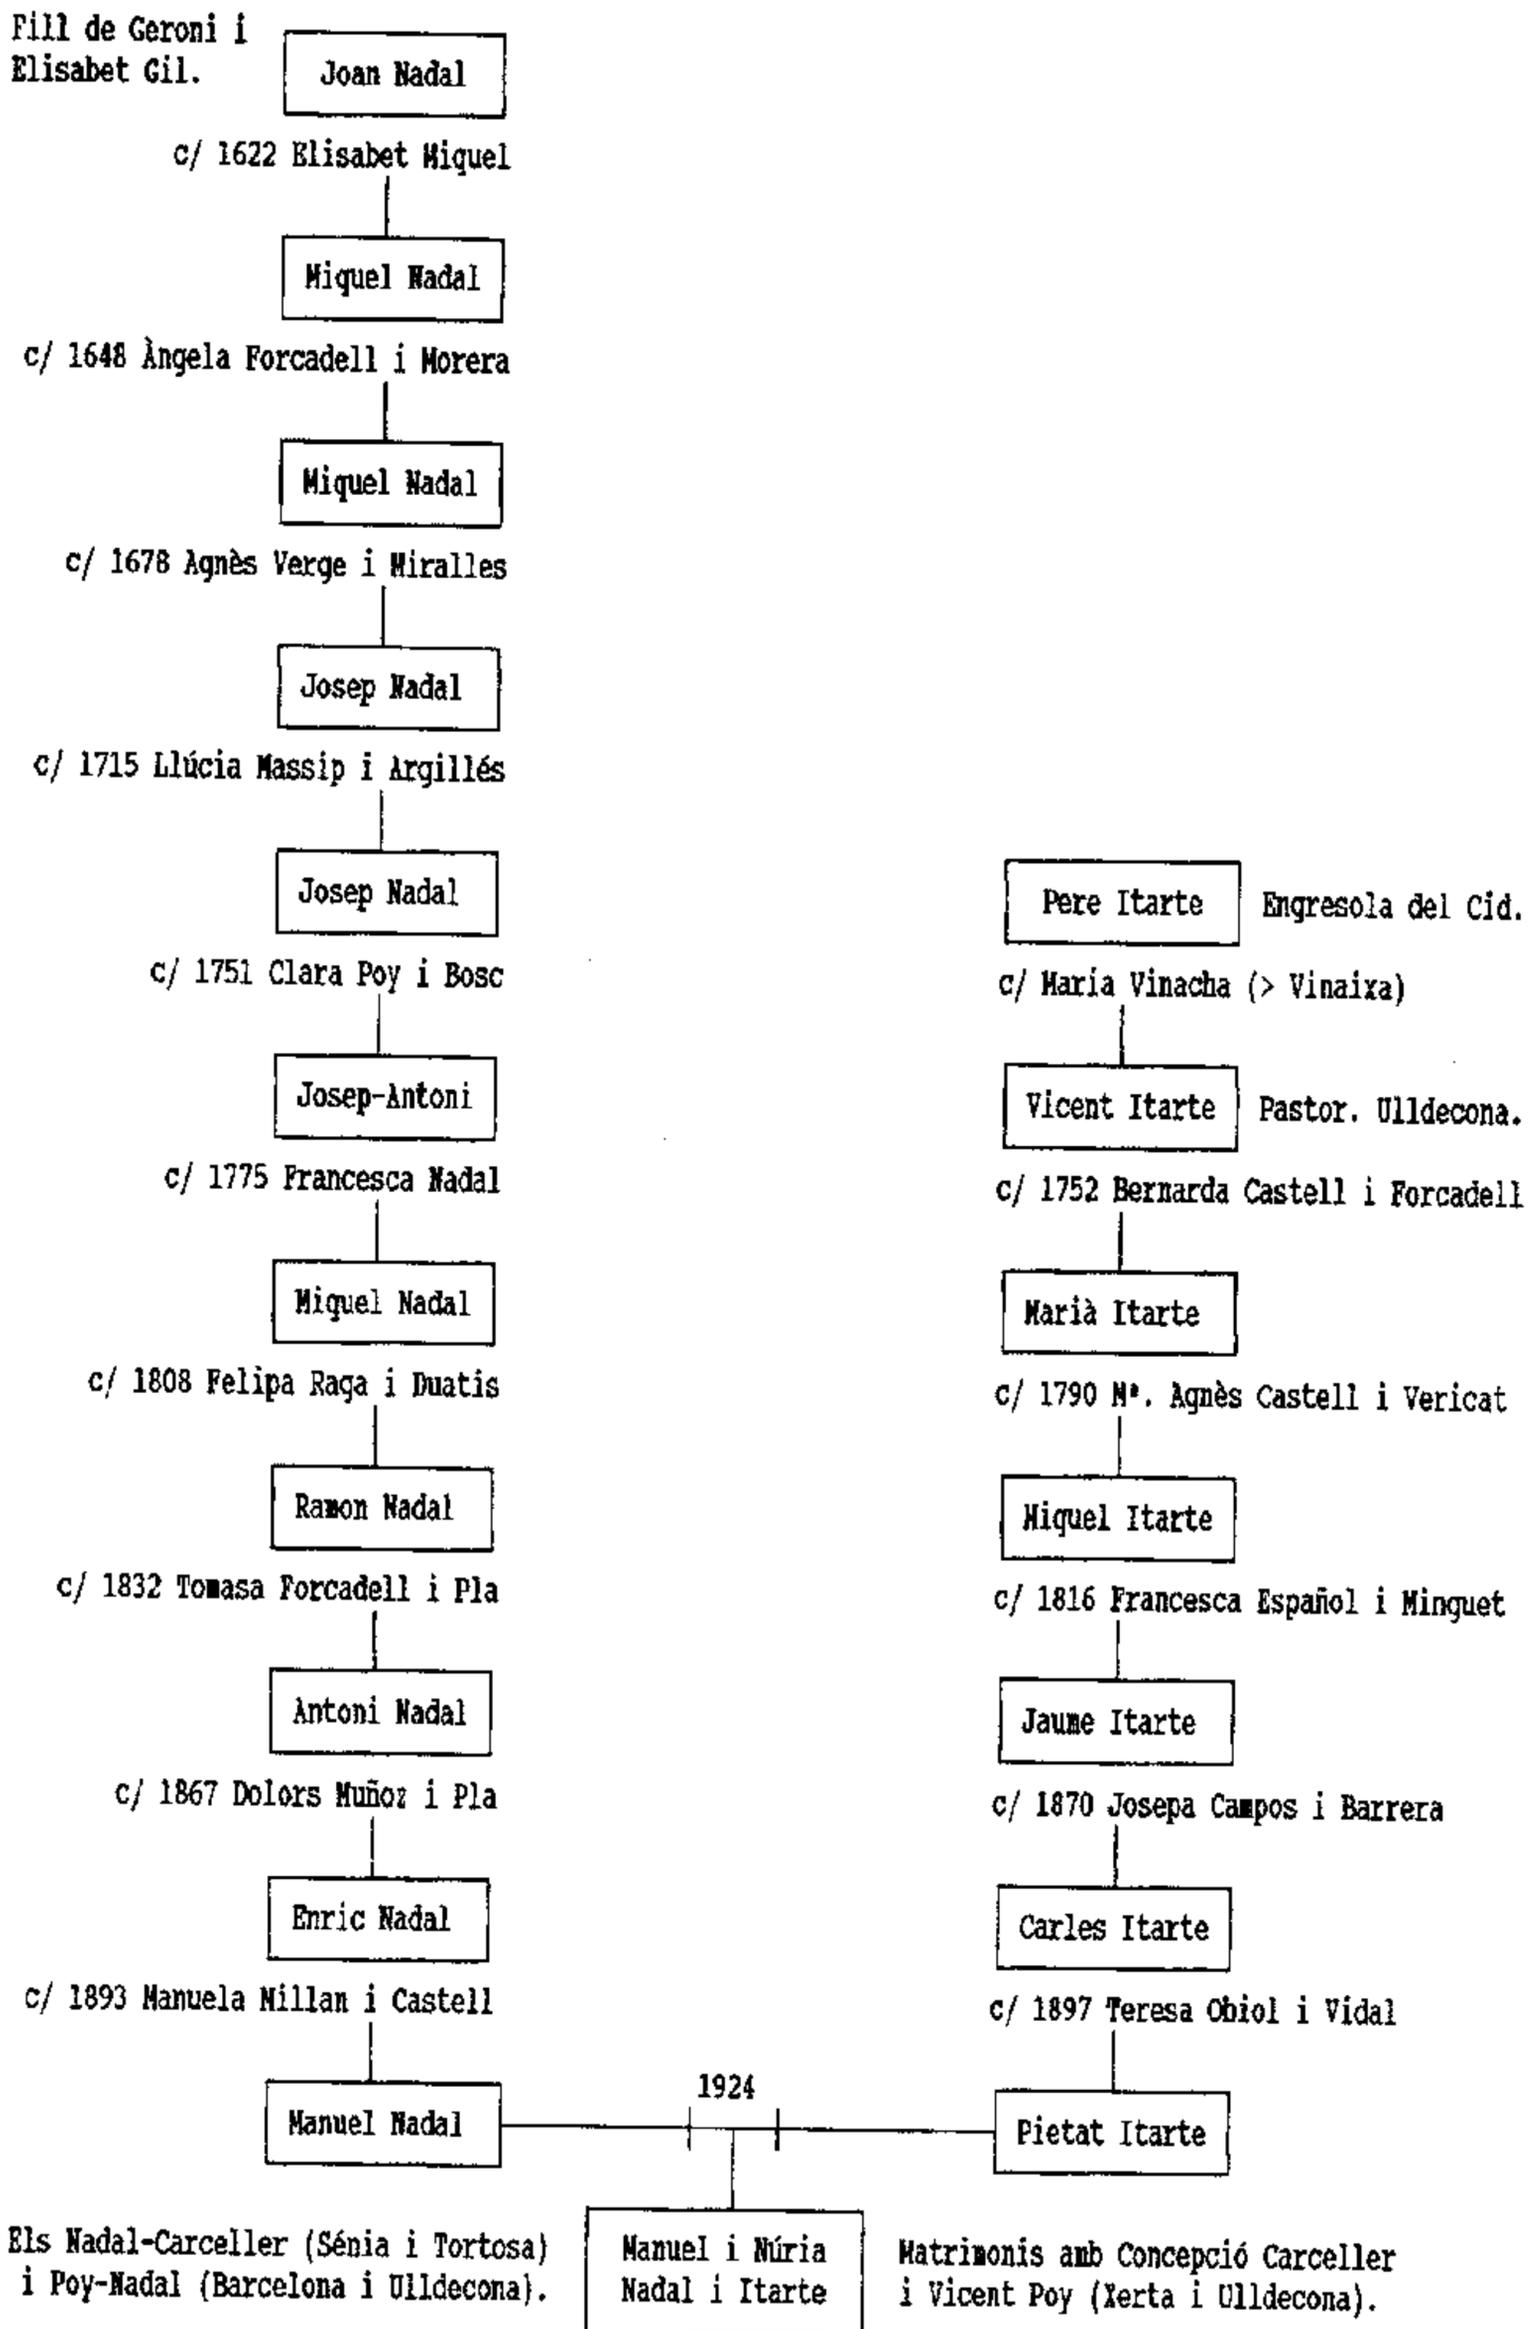 Fill de Geroni i
Elisabet Gil.
Joan Nadal
c/ 1622 Elisabet Miquel
Miquel Nadal
c/ 1648 Àngela Forcadell i Morera
Miquel Nadal
c/ 1678 Agnès Verge i Miralles
Josep Nadal
c/ 1715 Llúcia Massip i Argillés
Josep Nadal
c/ 1751 Clara Poy i Bosc
Josep-Antoni
c/ 1775 Francesca Nadal
Miquel Nadal
c/ 1808 Felipa Raga i Duatis
Ramon Nadal
c/ 1832 Tomasa Forcadell i Pla
Antoni Nadal
c/ 1867 Dolors Muñoz i Pla
Enric Nadal
c/ 1893 Manuela Millan i Castell
Manuel Nadal
Pere Itarte Engresola del Cid.
c/ María Vinacha (> Vinaixa)
Vicent Itarte Pastor. Ulldecona.
c/ 1752 Bernarda Castell i Forcadell
Marià Itarte
c/ 1790 Mª. Agnès Castell i Vericat
Miquel Itarte
c/ 1816 Francesca Español i Minguet
Jaume Itarte
c/ 1870 Josepa Campos i Barrera
Carles Itarte
c/ 1897 Teresa Obiol i Vidal
Pietat Itarte
1924
Els Nadal-Carceller (Sénia i Tortosa)
i Poy-Nadal (Barcelona i Ulldecona).
Manuel i Núria
Nadal i Itarte
Matrimonis amb Concepció Carceller
i Vicent Poy (Xerta i Ulldecona).